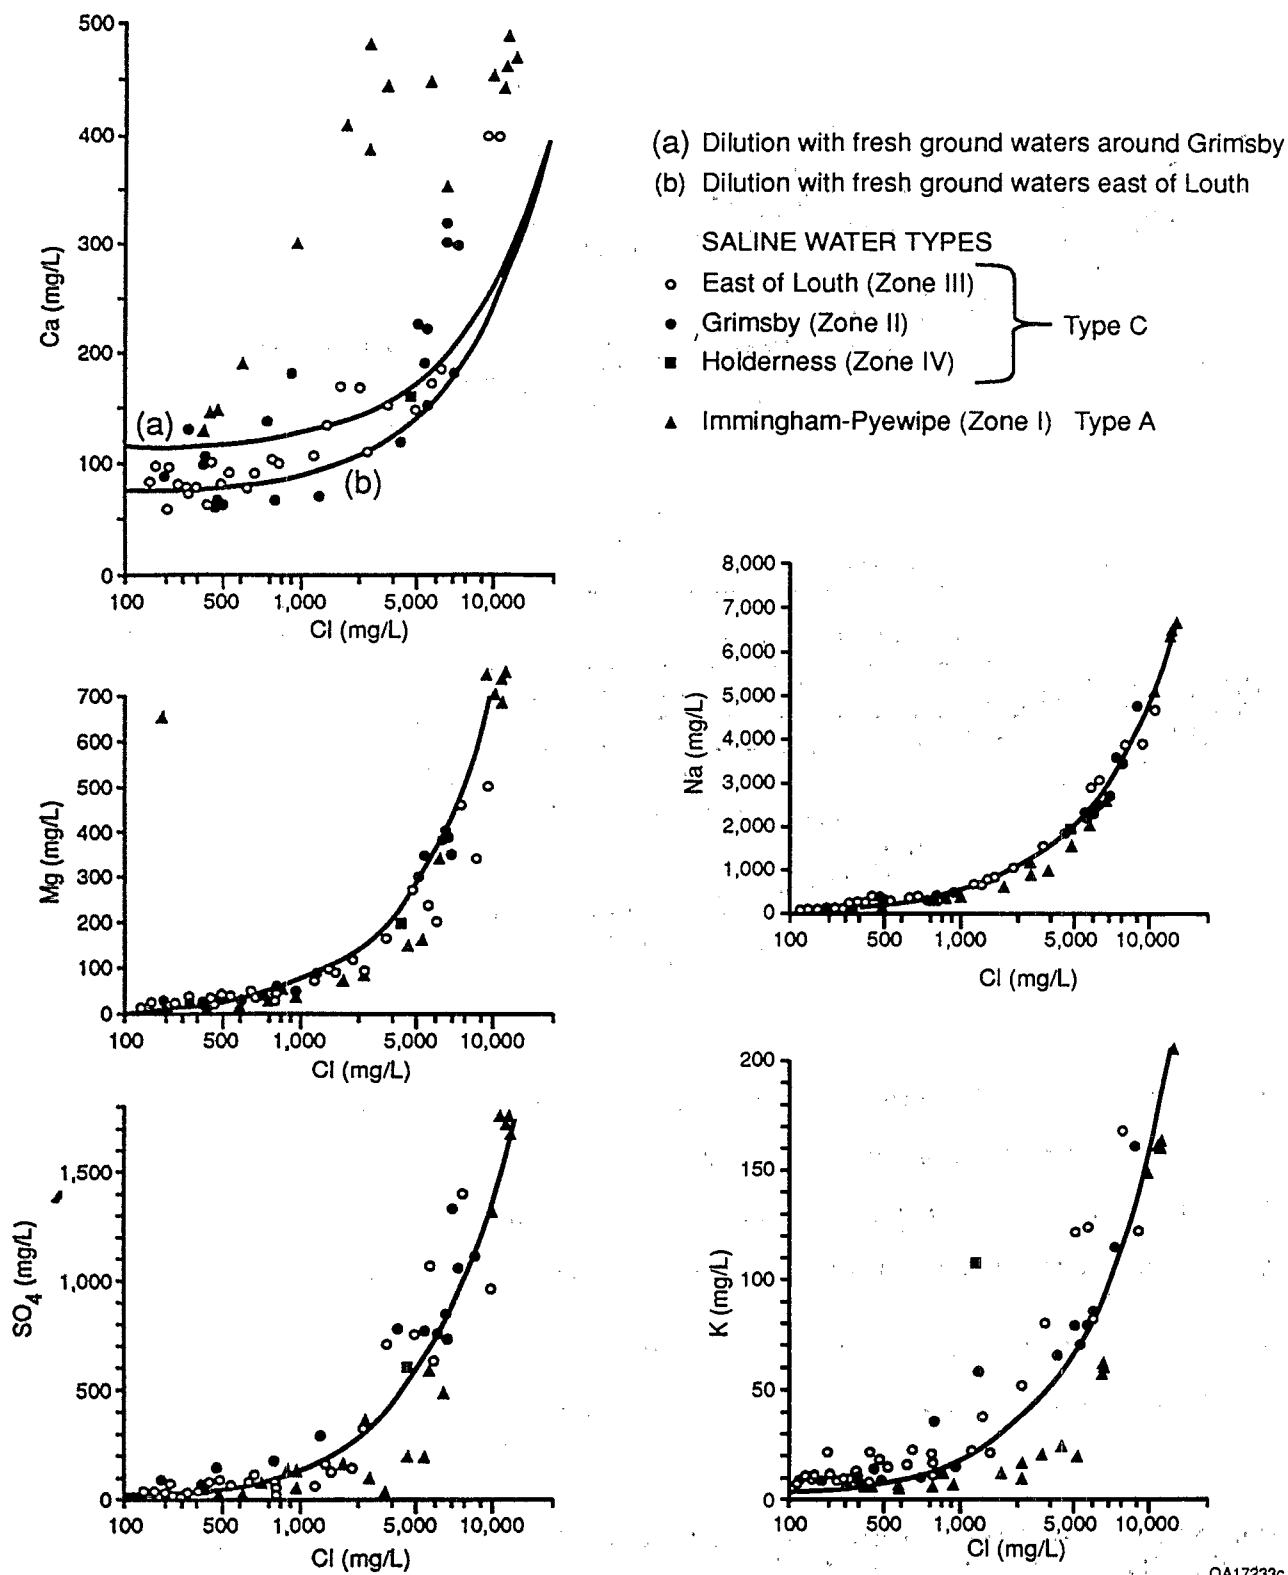 500
400
300
200
100
0
Ca (mg/L)
(a)
(b)
100 500 1,000 5,000 10,000
Cl (mg/L)
(a) Dilution with fresh ground waters around Grimsby
(b) Dilution with fresh ground waters east of Louth
SALINE WATER TYPES
East of Louth (Zone III)
Grimsby (Zone II)
Holderness (Zone IV)
Type C
Immingham-Pyewipe (Zone I) Type A
700
600
500
400
300
200
100
0
Mg (mg/L)
100 500 1,000 5,000 10,000
Cl (mg/L)
8,000
7,000
6,000
5,000
4,000
3,000
2,000
1,000
0
Na (mg/L)
100 500 1,000 5,000 10,000
Cl (mg/L)
1,500
1,000
500
0
SO4 (mg/L)
100 500 1,000 5,000 10,000
Cl (mg/L)
200
150
100
50
0
K (mg/L)
100 500 1,000 5,000 10,000
Cl (mg/L)